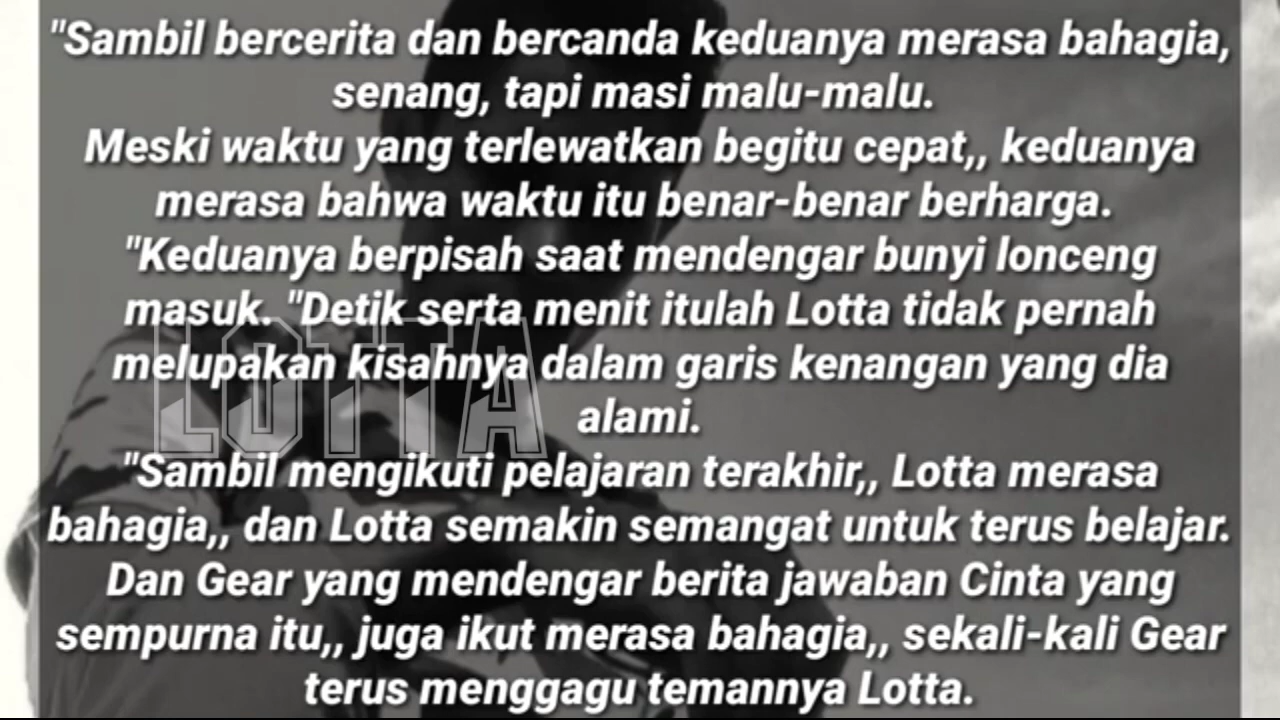 "Sambil bercerita dan bercanda keduanya merasa bahagia,
senang, tapi masi malu-malu.
Meski waktu yang terlewatkan begitu cepat,, keduanya
merasa bahwa waktu itu benar-benar berharga.
"Keduanya berpisah saat mendengar bunyi lonceng
masuk. "Detik serta menit itulah Lotta tidak pernah
melupakan kisahnya dalam garis kenangan yang dia
alami.
LOTTA
"Sambil mengikuti pelajaran terakhir,, Lotta merasa
bahagia,, dan Lotta semakin semangat untuk terus belajar.
Dan Gear yang mendengar berita jawaban Cinta yang
sempurna itu,, juga ikut merasa bahagia,, sekali-kali Gear
terus menggagu temannya Lotta.